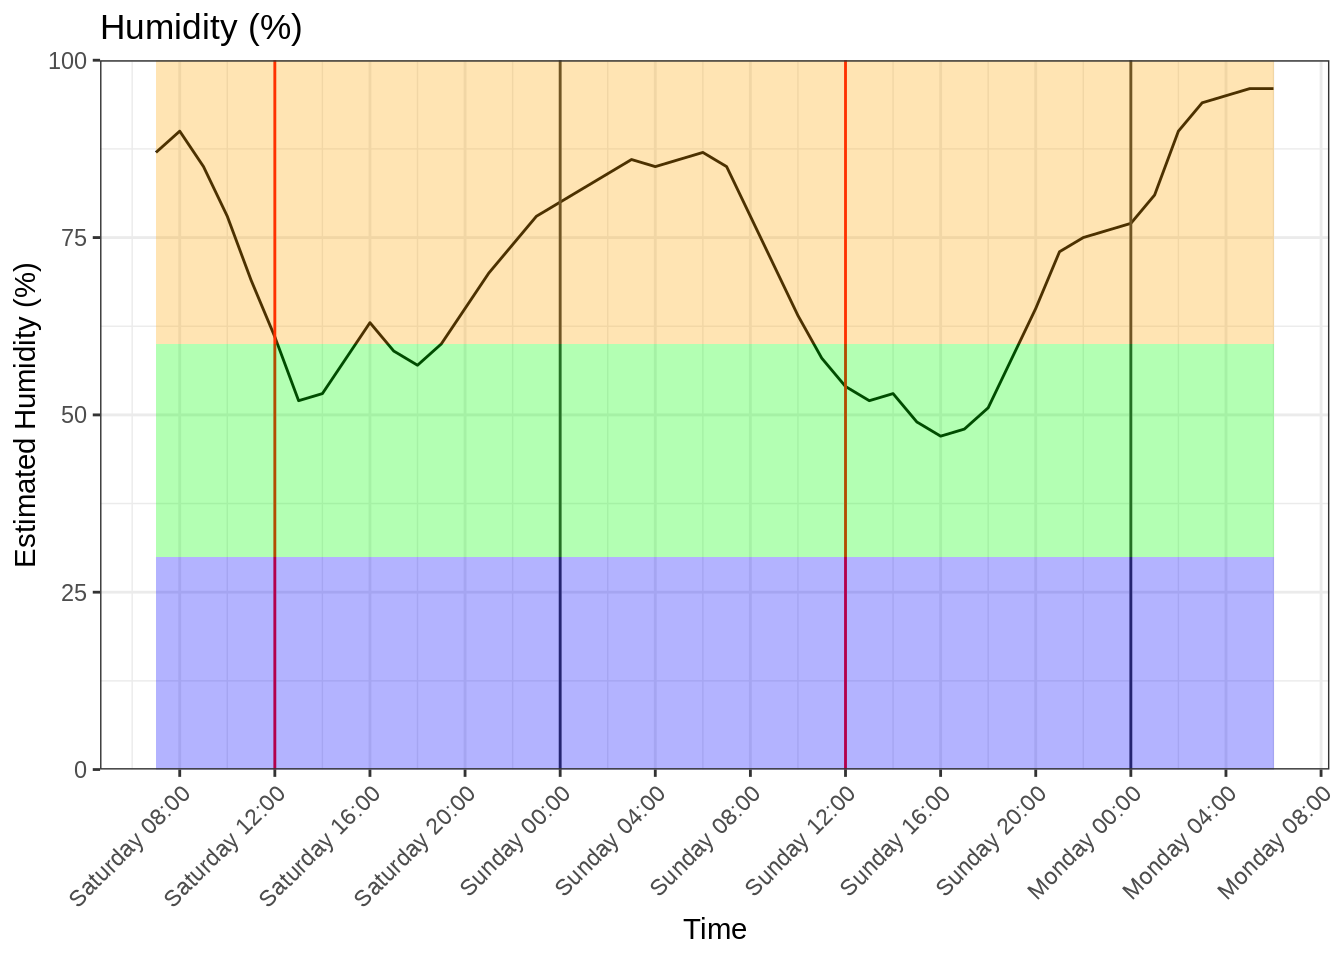 Humidity (%)
100
75
50
25
0
Estimated Humidity (%)
Saturday 08:00
Saturday 12:00
Saturday 16:00
Saturday 20:00
Sunday 00:00
Sunday 04:00
Sunday 08:00
Sunday 12:00
Sunday 16:00
Sunday 20:00
Monday 00:00
Monday 04:00
Monday 08:00
Time